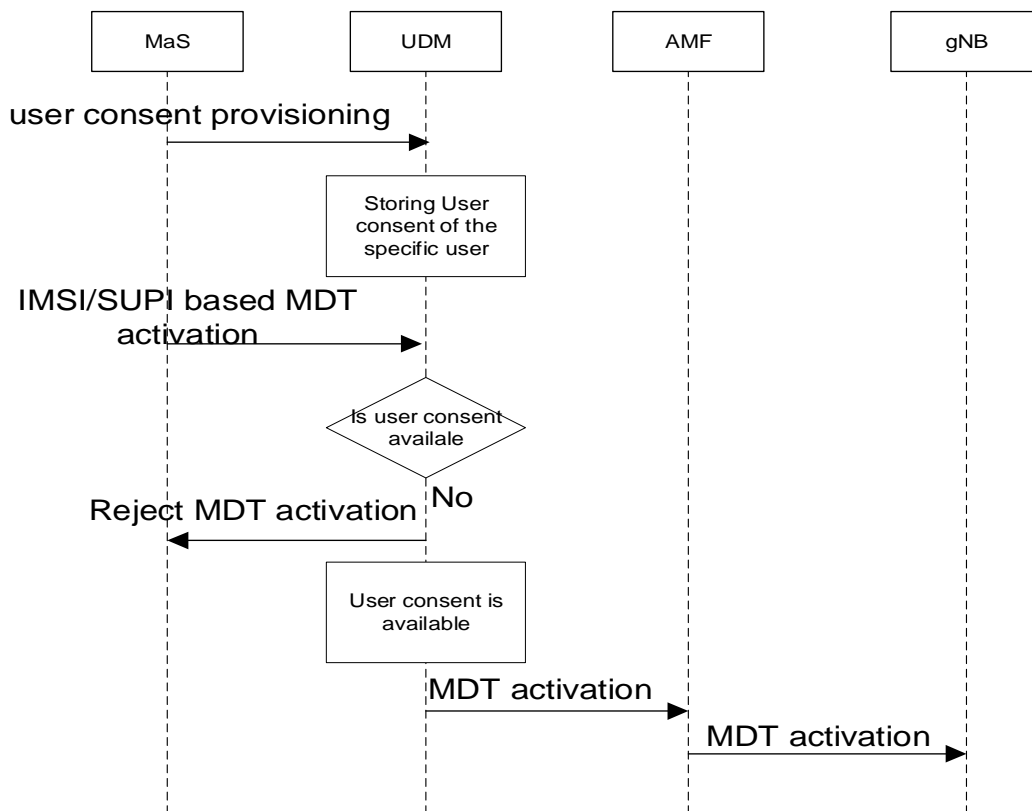 MaS
UDM
AMF
gNB
user consent provisioning
Storing User
consent of the
specific user
IMSI/SUPI based MDT
activation
Is user consent
availale
No
Reject MDT activation
User consent is
available
MDT activation
MDT activation